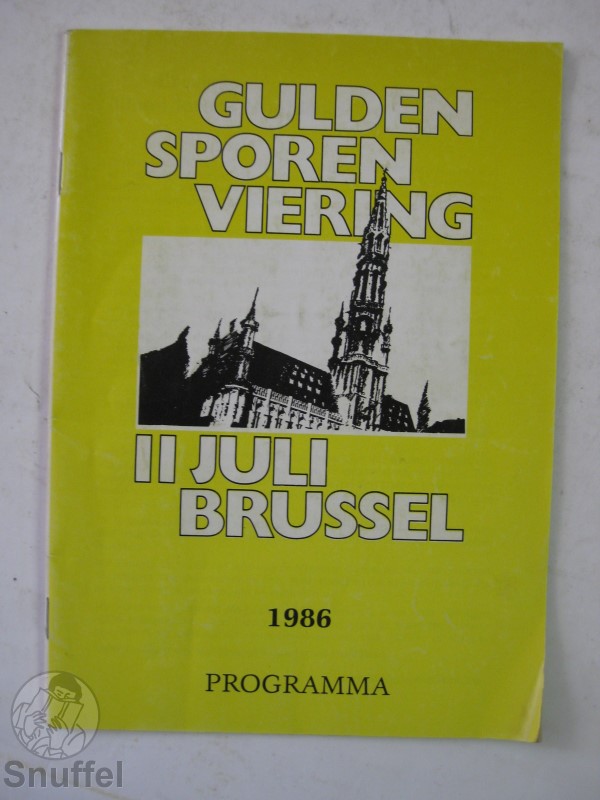 GULDEN
SPOREN
VIERING
11 JULI
BRUSSEL
1986
PROGRAMMA
Snuffel